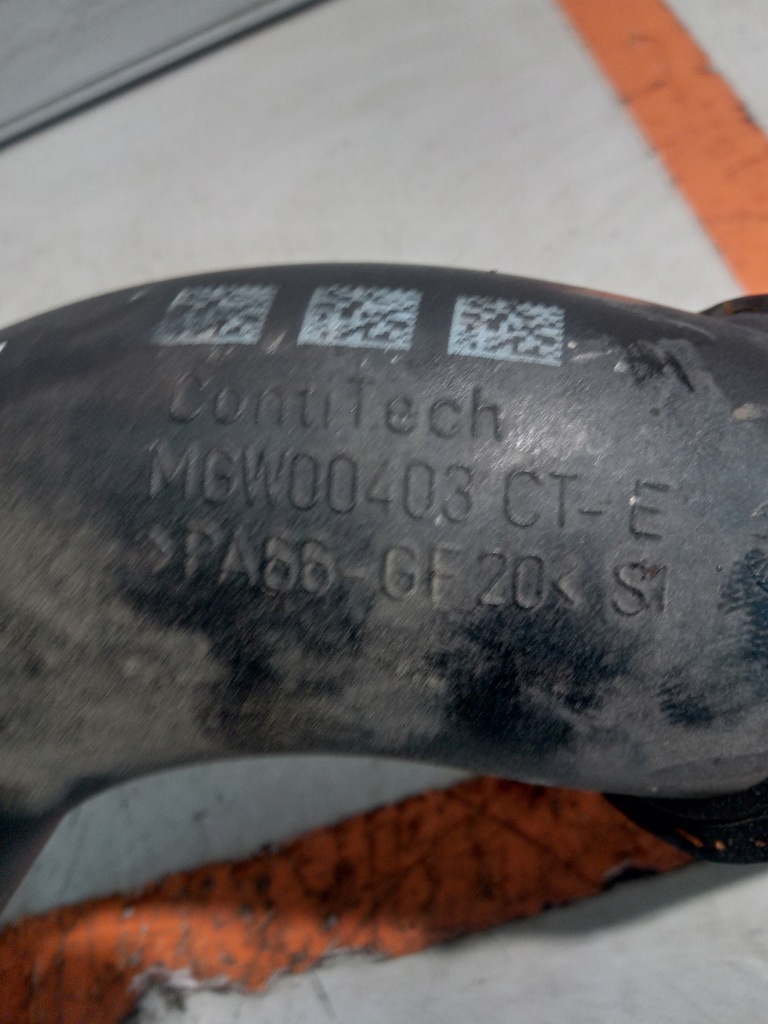 ContiTech
MGW00403 CT-E
>PA66-GF20< S1